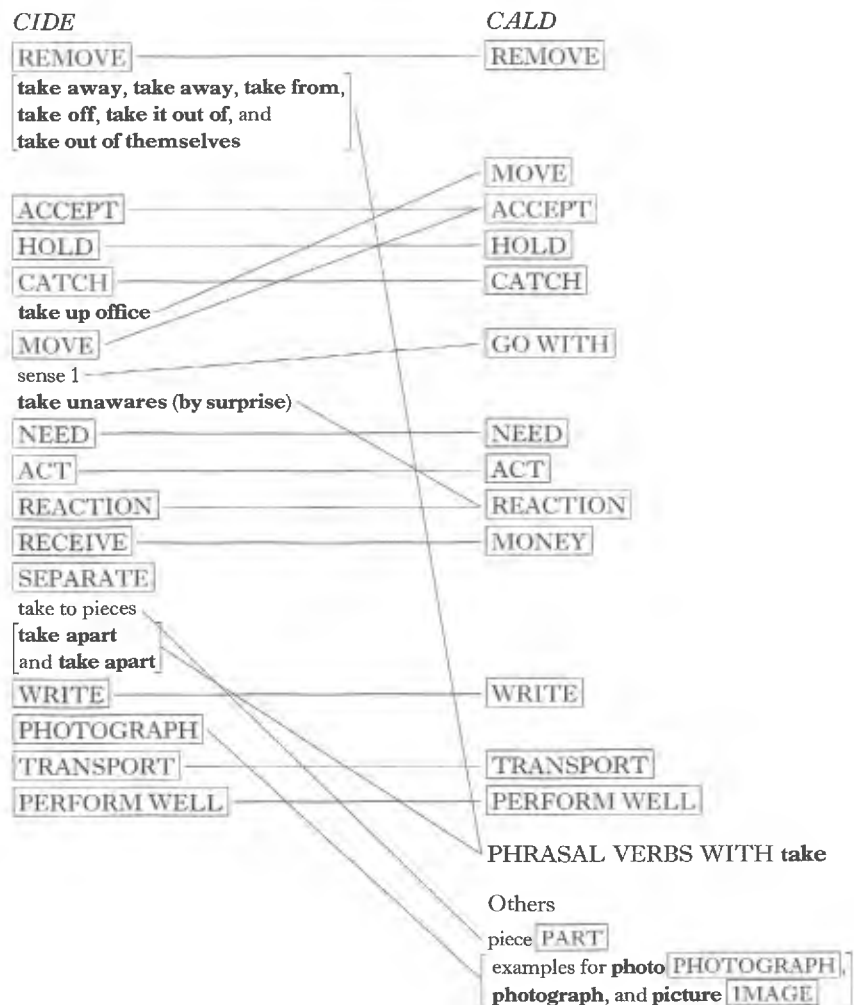 CIDE
REMOVE
take away, take away, take from,
take off, take it out of, and
take out of themselves
ACCEPT
HOLD
CATCH
take up office
MOVE
sense 1
take unawares (by surprise)
NEED
ACT
REACTION
RECEIVE
SEPARATE
take to pieces
take apart
and take apart
WRITE
PHOTOGRAPH
TRANSPORT
PERFORM WELL
CALD
REMOVE
MOVE
ACCEPT
HOLD
CATCH
GO WITH
NEED
ACT
REACTION
MONEY
WRITE
TRANSPORT
PERFORM WELL
PHRASAL VERBS WITH take
Others
piece PART
examples for photo PHOTOGRAPH,
photograph, and picture IMAGE